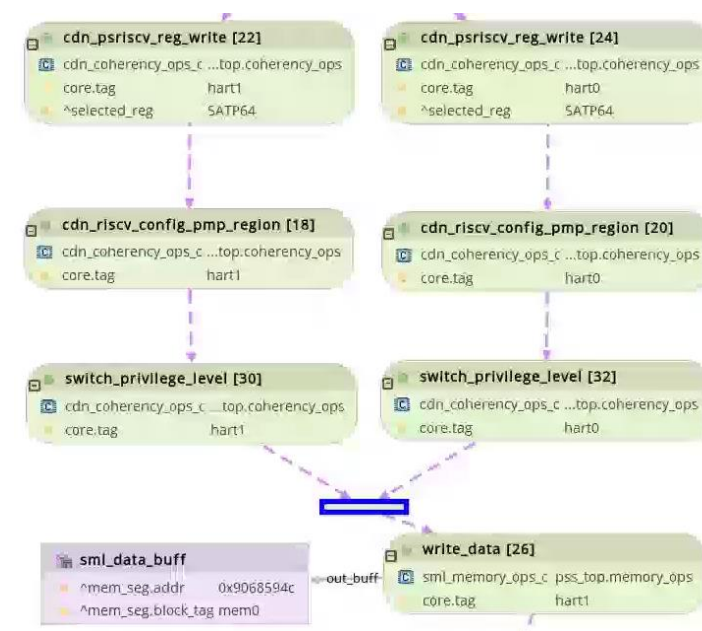 cdn_psriscv_reg_write [22]
cdn_coherency_ops_c ...top.coherency_ops
core.tag hart1
^selected_reg SATP64
cdn_psriscv_reg_write [24]
cdn_coherency_ops_c ...top.coherency_ops
core.tag hart0
^selected_reg SATP64
cdn_riscv_config_pmp_region [18]
cdn_coherency_ops_c ...top.coherency_ops
core.tag hart1
cdn_riscv_config_pmp_region [20]
cdn_coherency_ops_c ...top.coherency_ops
core.tag hart0
switch_privilege_level [30]
cdn_coherency_ops_c ...top.coherency_ops
core.tag hart1
switch_privilege_level [32]
cdn_coherency_ops_c ...top.coherency_ops
core.tag hart0
sml_data_buff
^mem_seg.addr 0x9068594c
^mem_seg.block_tag mem0
out_buff
write_data [26]
sml_memory_ops_c pss_top.memory_ops
core.tag hart1